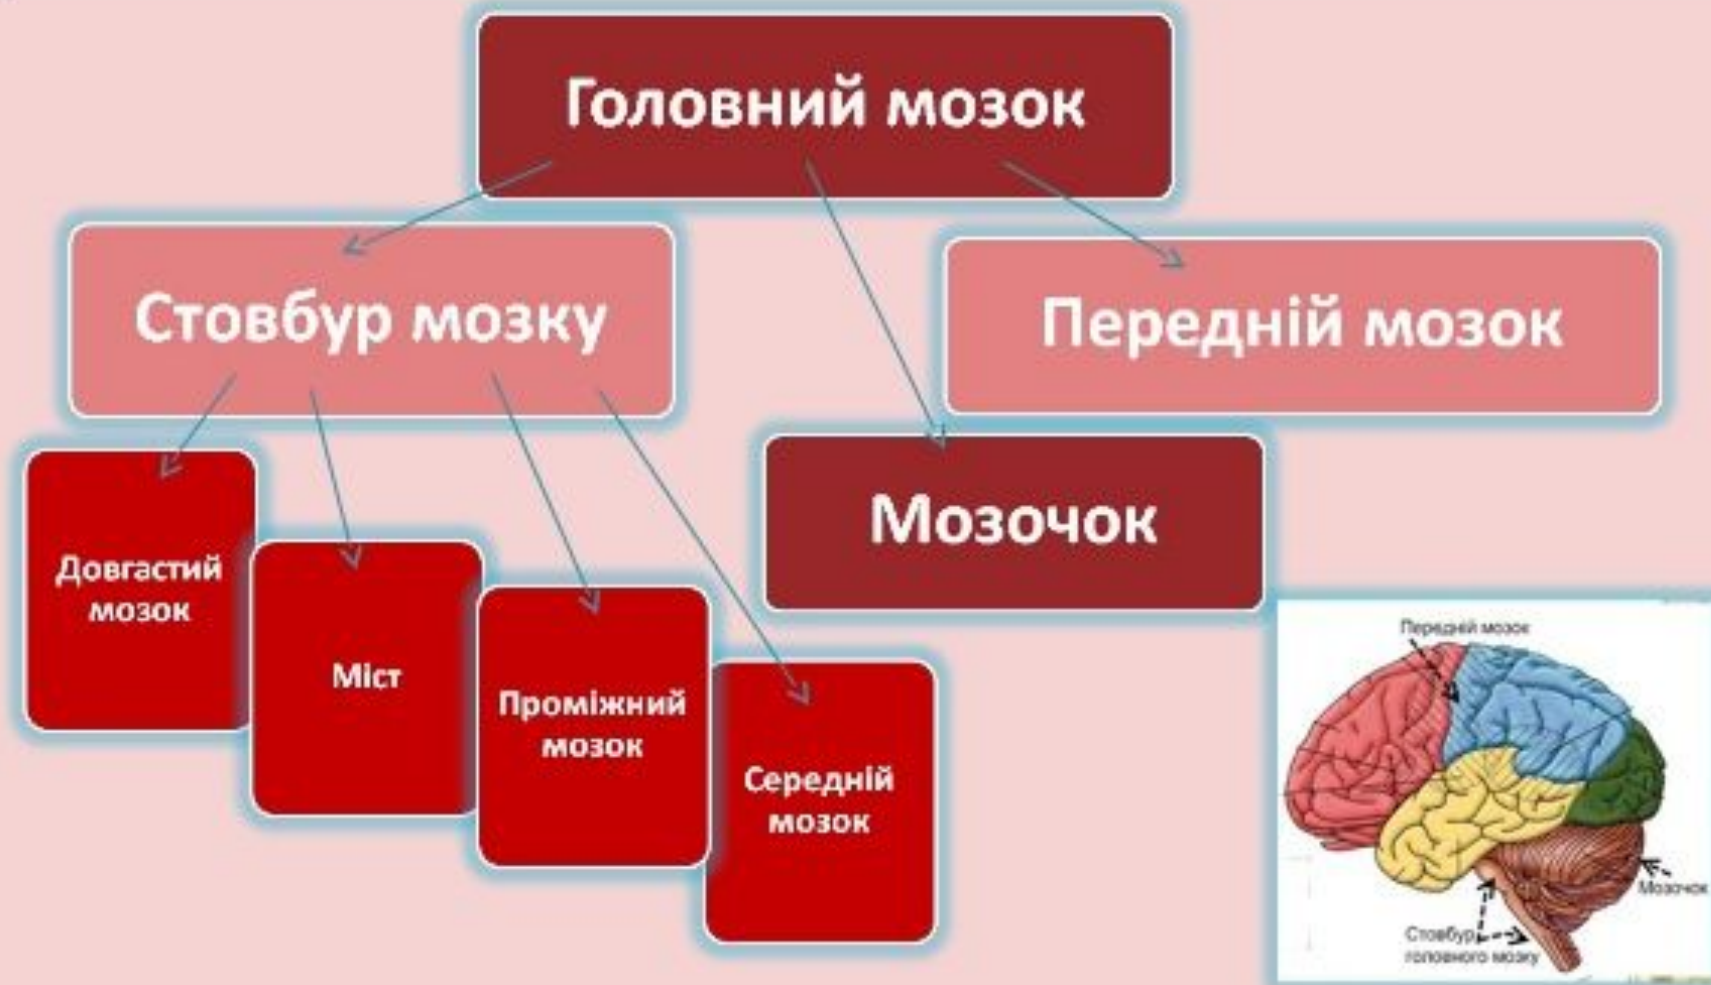 Головний мозок
Стовбур мозку
Передній мозок
Мозочок
Довгастий
мозок
Міст
Проміжний
мозок
Середній
мозок
Передній мозок
Мозочок
Стовбур
головного мозку